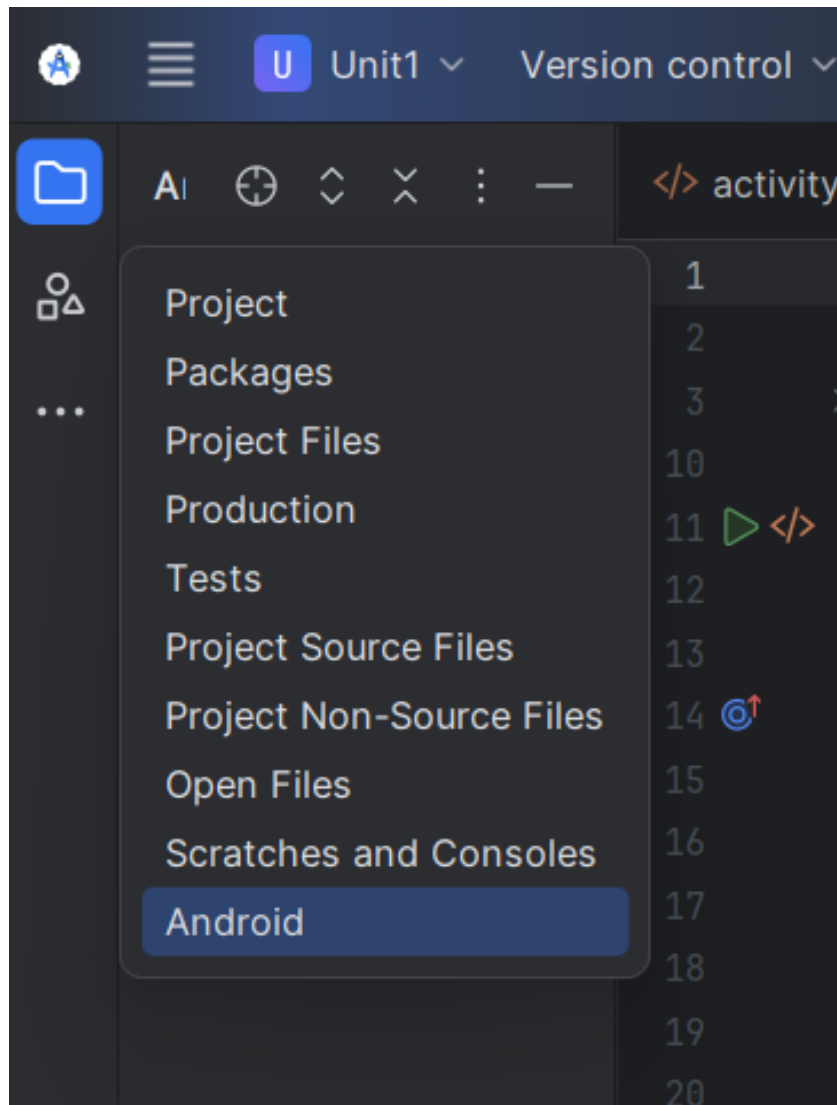 U Unit1 Version control
A </> activity
Project
Packages
Project Files
Production
Tests
Project Source Files
Project Non-Source Files
Open Files
Scratches and Consoles
Android
1
2
3
10
11 </>
12
13
14
15
16
17
18
19
20